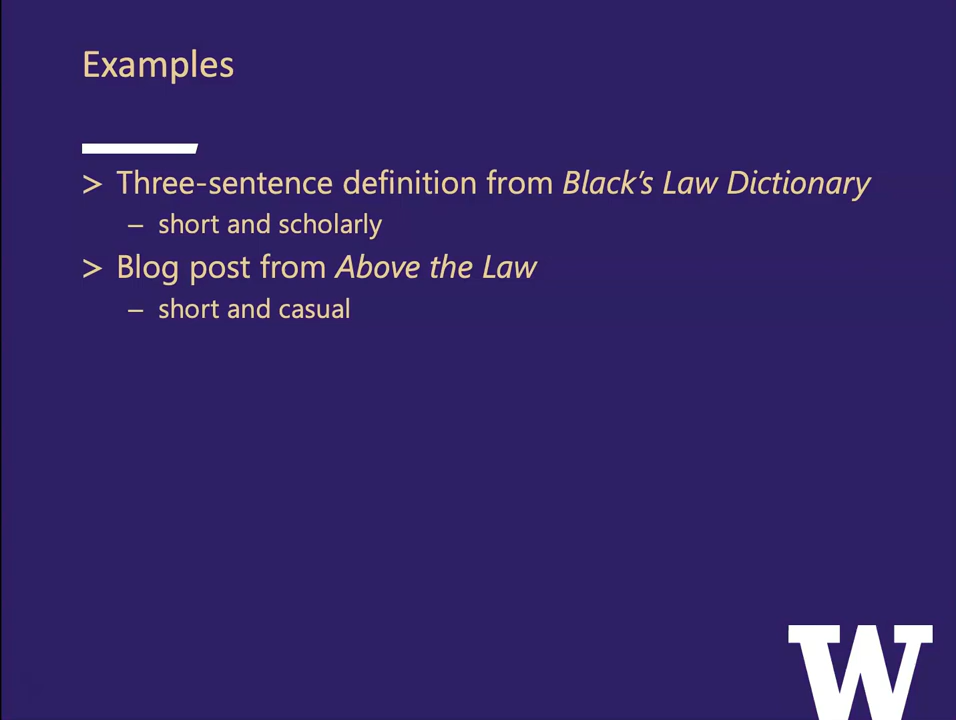 Examples
> Three-sentence definition from Black's Law Dictionary
– short and scholarly
> Blog post from Above the Law
– short and casual
W